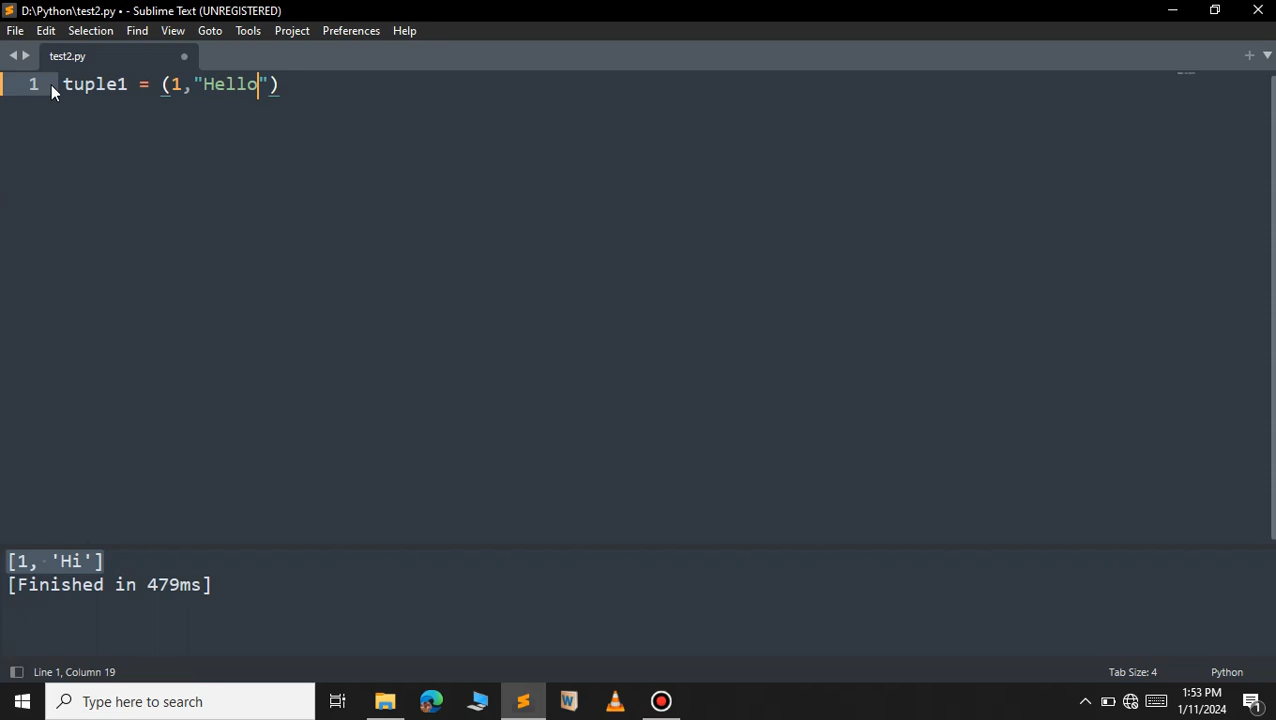 D:\Python\test2.py • - Sublime Text (UNREGISTERED)
File Edit Selection Find View Goto Tools Project Preferences Help
test2.py
1 tuple1 = (1,"Hello")
[1, 'Hi']
[Finished in 479ms]
Line 1, Column 19 Tab Size: 4 Python
Type here to search
1:53 PM
1/11/2024